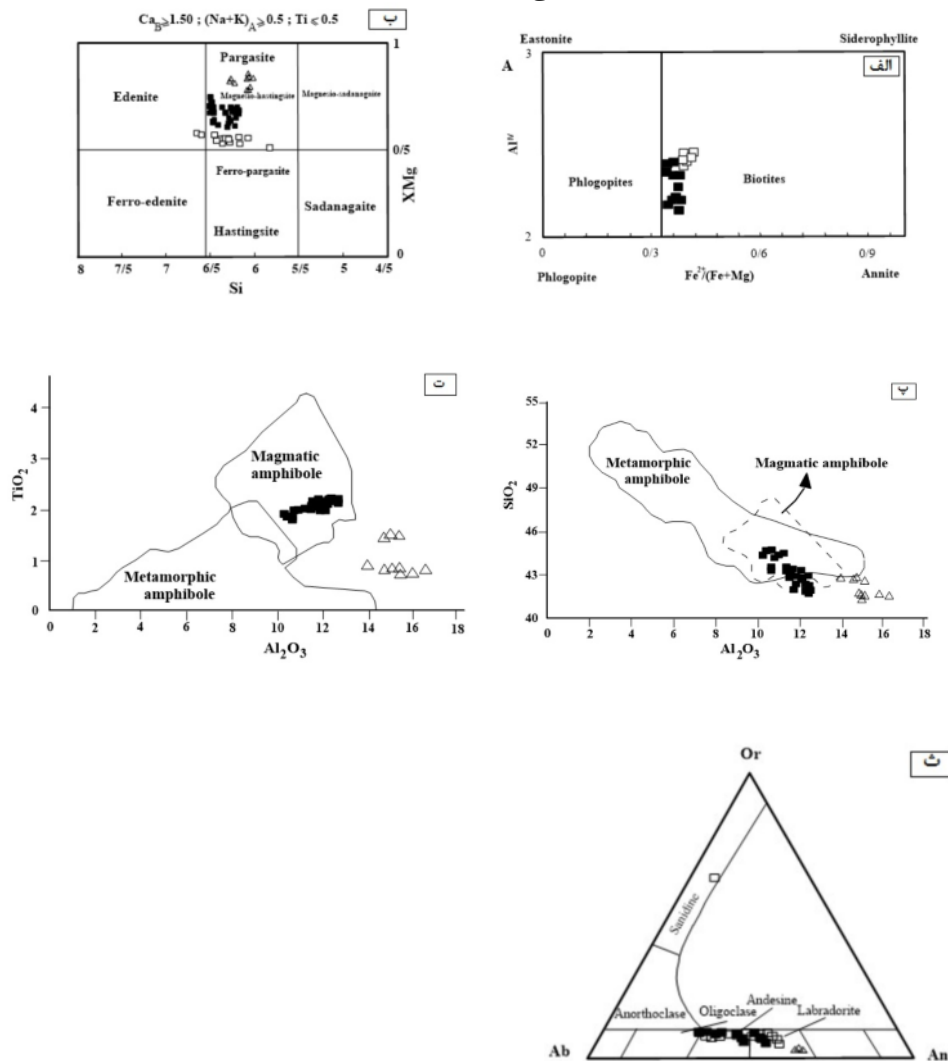 Ca_B≥1.50 ; (Na+K)_A≥0.5 ; Ti≤0.5
ب
1
Pargasite
Edenite
Magnesio-hastingsite
Magnesio-sadanagaite
0/5
XMg
Ferro-pargasite
Ferro-edenite
Sadanagaite
Hastingsite
0
8 7/5 7 6/5 6 5/5 5 4/5
Si
Eastonite
Siderophyllite
3
A
الف
Al^iv
Phlogopites
Biotites
2
0 0/3 0/6 0/9
Phlogopite
Fe²⁺/(Fe+Mg)
Annite
ت
4
3
Magmatic
amphibole
TiO₂
2
1
Metamorphic
amphibole
0
0 2 4 6 8 10 12 14 16 18
Al₂O₃
پ
55
52
Metamorphic
amphibole
Magmatic amphibole
49
SiO₂
46
43
40
0 2 4 6 8 10 12 14 16 18
Al₂O₃
ث
Or
Sanidine
Andesine
Anorthoclase
Oligoclase
Labradorite
Ab
An